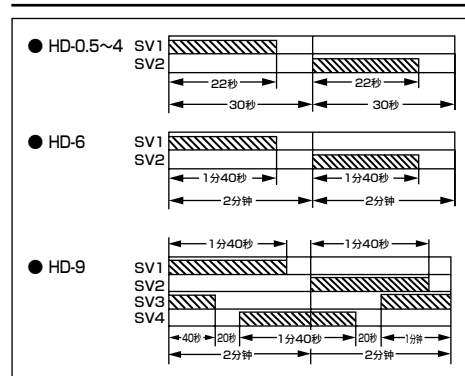 ● HD-0.5～4
SV1
SV2
22秒 22秒
30秒 30秒
● HD-6
SV1
SV2
1分40秒 1分40秒
2分钟 2分钟
● HD-9
1分40秒 1分40秒
SV1
SV2
SV3
SV4
40秒 20秒 1分40秒 20秒 1分钟
2分钟 2分钟